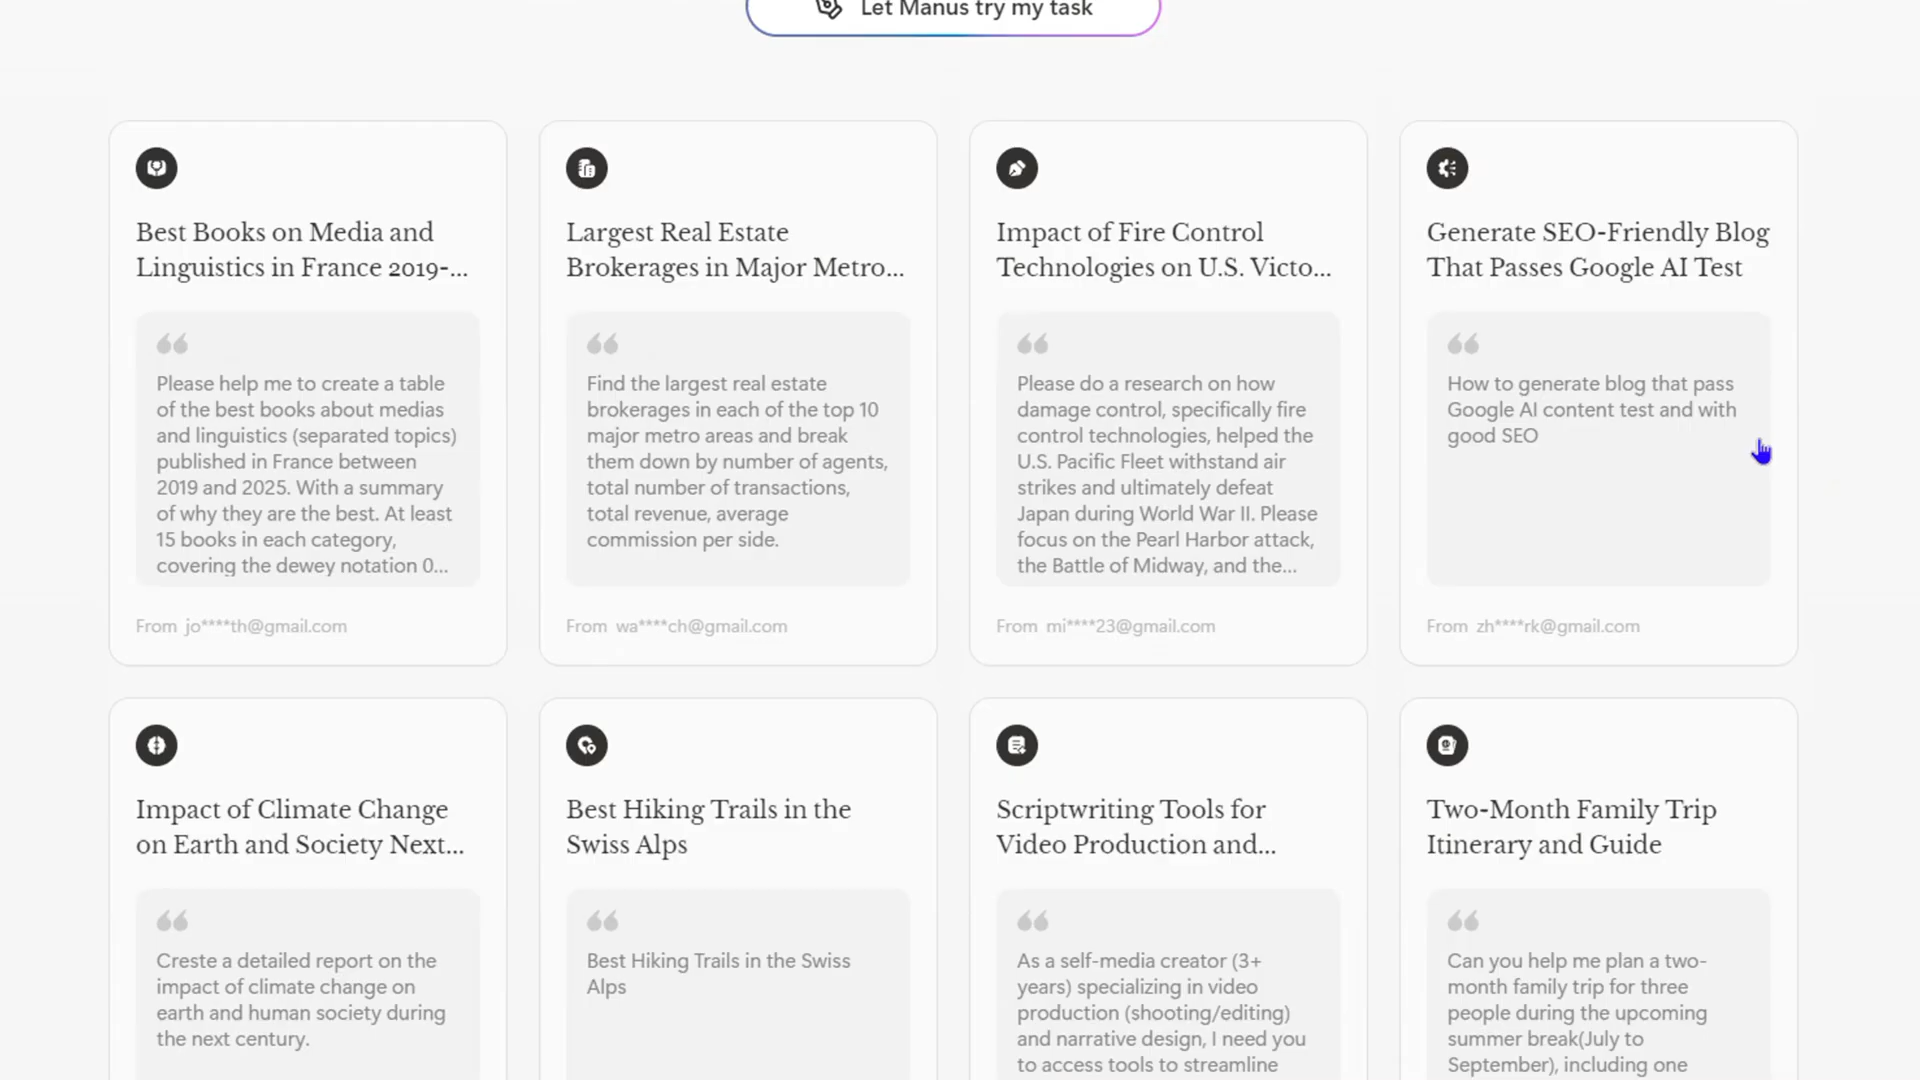 Let Manus try my task
Best Books on Media and
Linguistics in France 2019-...
Please help me to create a table
of the best books about medias
and linguistics (separated topics)
published in France between
2019 and 2025. With a summary
of why they are the best. At least
15 books in each category,
covering the dewey notation 0...
From jo****th@gmail.com
Largest Real Estate
Brokerages in Major Metro...
Find the largest real estate
brokerages in each of the top 10
major metro areas and break
them down by number of agents,
total number of transactions,
total revenue, average
commission per side.
From wa****ch@gmail.com
Impact of Fire Control
Technologies on U.S. Victo...
Please do a research on how
damage control, specifically fire
control technologies, helped the
U.S. Pacific Fleet withstand air
strikes and ultimately defeat
Japan during World War II. Please
focus on the Pearl Harbor attack,
the Battle of Midway, and the...
From mi****23@gmail.com
Generate SEO-Friendly Blog
That Passes Google AI Test
How to generate blog that pass
Google AI content test and with
good SEO
From zh****rk@gmail.com
Impact of Climate Change
on Earth and Society Next...
Creste a detailed report on the
impact of climate change on
earth and human society during
the next century.
Best Hiking Trails in the
Swiss Alps
Best Hiking Trails in the Swiss
Alps
Scriptwriting Tools for
Video Production and...
As a self-media creator (3+
years) specializing in video
production (shooting/editing)
and narrative design, I need you
to access tools to streamline
Two-Month Family Trip
Itinerary and Guide
Can you help me plan a two-
month family trip for three
people during the upcoming
summer break(July to
September), including one